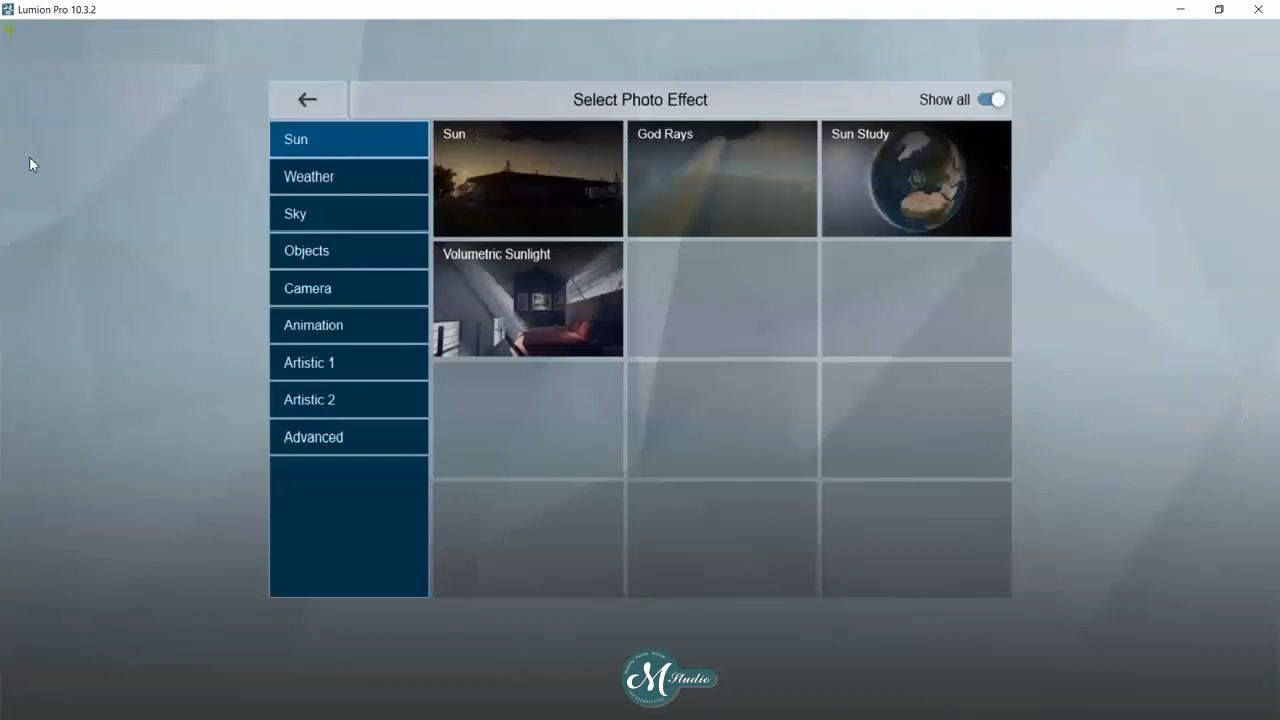 Lumion Pro 10.3.2
Select Photo Effect
Show all
Sun
Weather
Sky
Objects
Camera
Animation
Artistic 1
Artistic 2
Advanced
Sun
God Rays
Sun Study
Volumetric Sunlight
M Studio